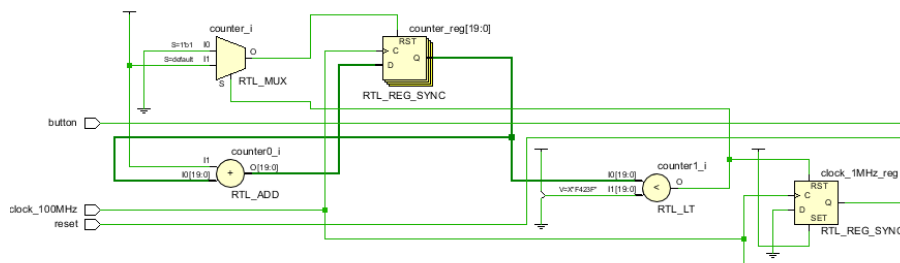 counter_i
counter_reg[19:0]
S=1'b1 I0
S=default I1
O
S
RTL_MUX
RST
C
D
Q
RTL_REG_SYNC
button
counter0_i
I1
I0[19:0]
+
O[19:0]
RTL_ADD
counter1_i
I0[19:0]
V=X"F423F" I1[19:0]
<
O
RTL_LT
clock_1MHz_reg
RST
C
D
Q
SET
RTL_REG_SYNC
clock_100MHz
reset